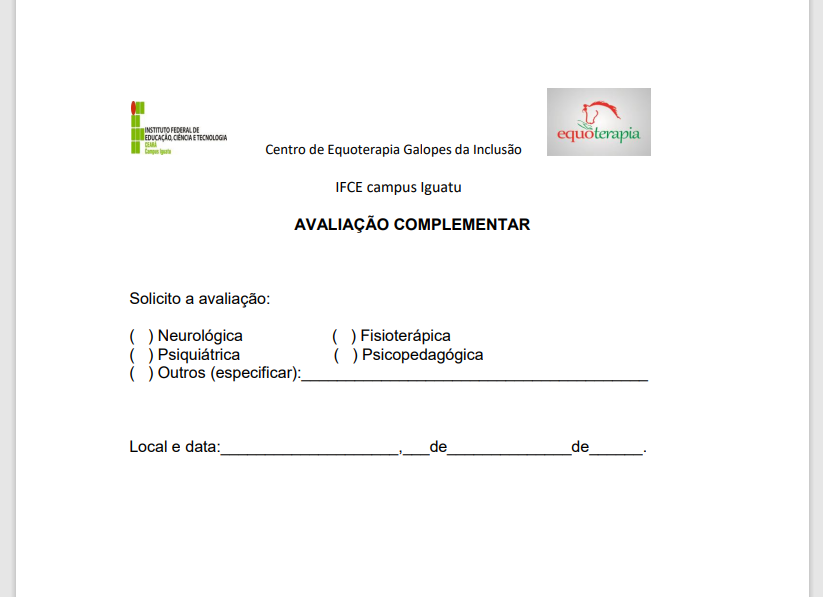 INSTITUTO FEDERAL DE
EDUCAÇÃO, CIÊNCIA E TECNOLOGIA
CEARÁ
Campus Iguatu
equoterapia
Centro de Equoterapia Galopes da Inclusão
IFCE campus Iguatu
AVALIAÇÃO COMPLEMENTAR
Solicito a avaliação:
(   ) Neurológica (   ) Fisioterápica
(   ) Psiquiátrica (   ) Psicopedagógica
(   ) Outros (especificar):_______________________________________
Local e data:____________________,___de______________de______.